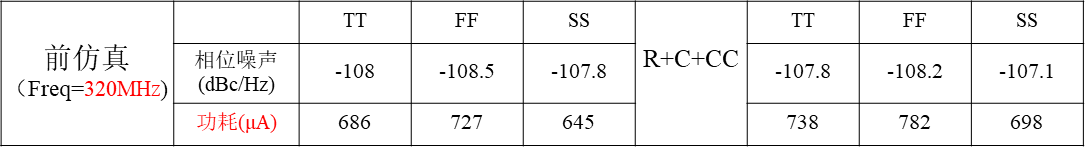 TT FF SS TT FF SS
前仿真
（Freq=320MHz)
相位噪声
(dBc/Hz)
-108 -108.5 -107.8
R+C+CC
-107.8 -108.2 -107.1
功耗(μA) 686 727 645 738 782 698